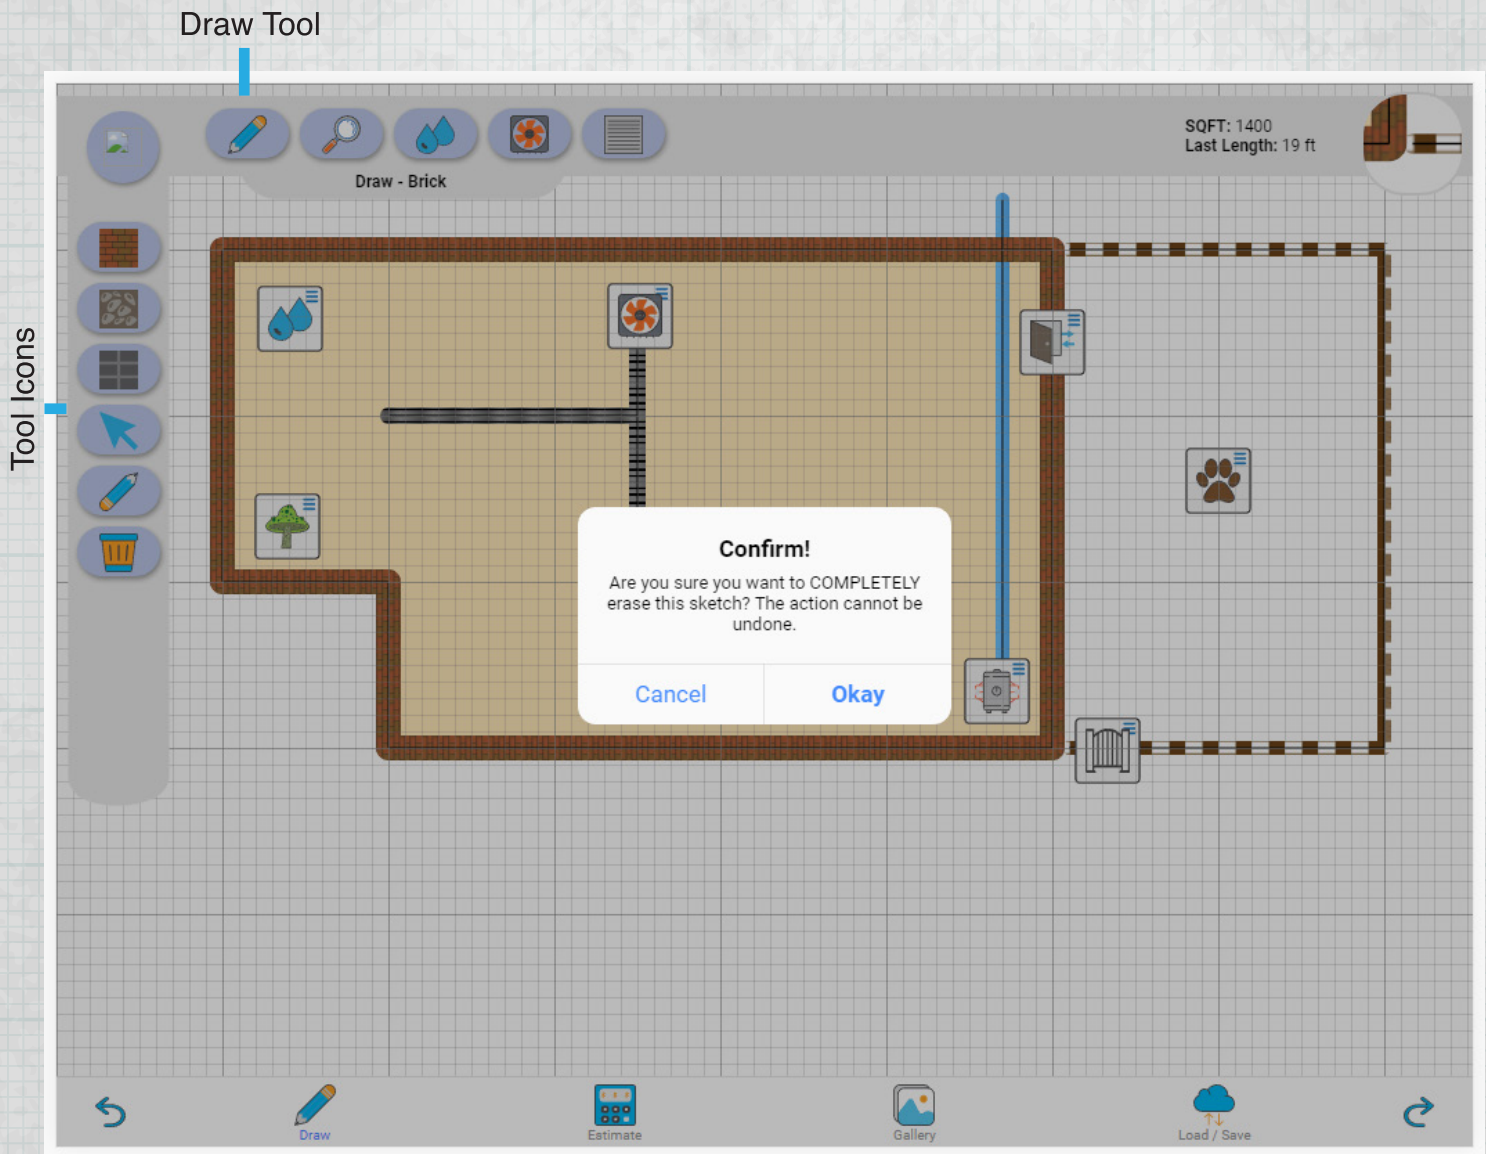 Draw Tool
SQFT: 1400
Last Length: 19 ft
Draw - Brick
Tool Icons
Confirm!
Are you sure you want to COMPLETELY
erase this sketch? The action cannot be
undone.
Cancel
Okay
Draw
Estimate
Gallery
Load / Save